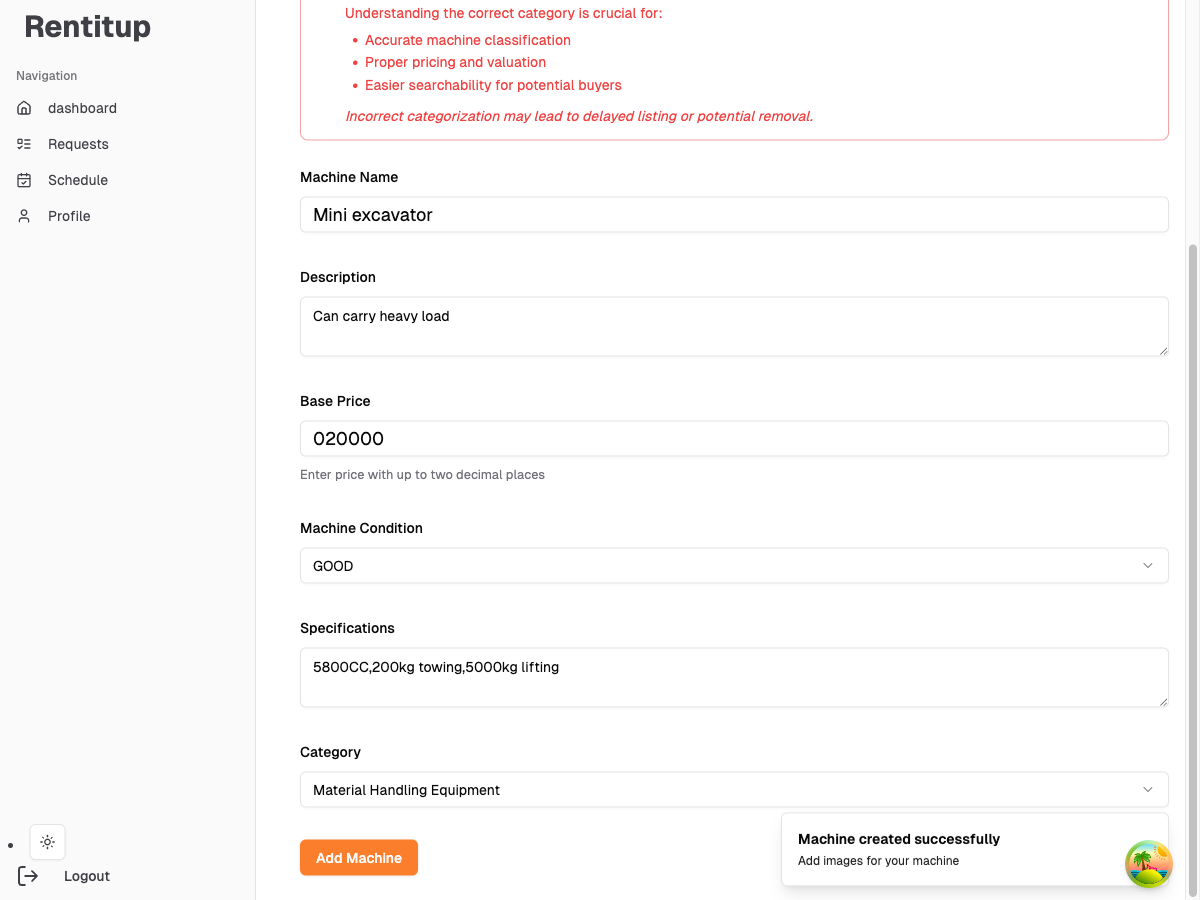 Rentitup
Navigation
dashboard
Requests
Schedule
Profile
Logout
Understanding the correct category is crucial for:
• Accurate machine classification
• Proper pricing and valuation
• Easier searchability for potential buyers
Incorrect categorization may lead to delayed listing or potential removal.
Machine Name
Mini excavator
Description
Can carry heavy load
Base Price
020000
Enter price with up to two decimal places
Machine Condition
GOOD
Specifications
5800CC,200kg towing,5000kg lifting
Category
Material Handling Equipment
Add Machine
Machine created successfully
Add images for your machine